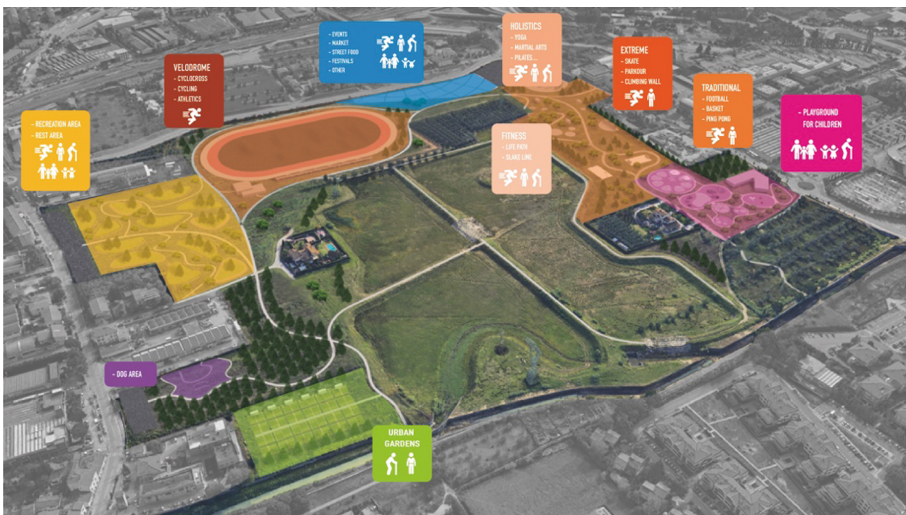 - RECREATION AREA
- REST AREA
VELODROME
- CYCLOCROSS
- CYCLING
- ATHLETICS
- EVENTS
- MARKET
- STREET FOOD
- FESTIVALS
- OTHER
HOLISTICS
- YOGA
- MARTIAL ARTS
- PILATES...
FITNESS
- LIFE PATH
- SLAKE LINE
EXTREME
- SKATE
- PARKOUR
- CLIMBING WALL
TRADITIONAL
- FOOTBALL
- BASKET
- PING PONG
- PLAYGROUND
FOR CHILDREN
- DOG AREA
URBAN
GARDENS